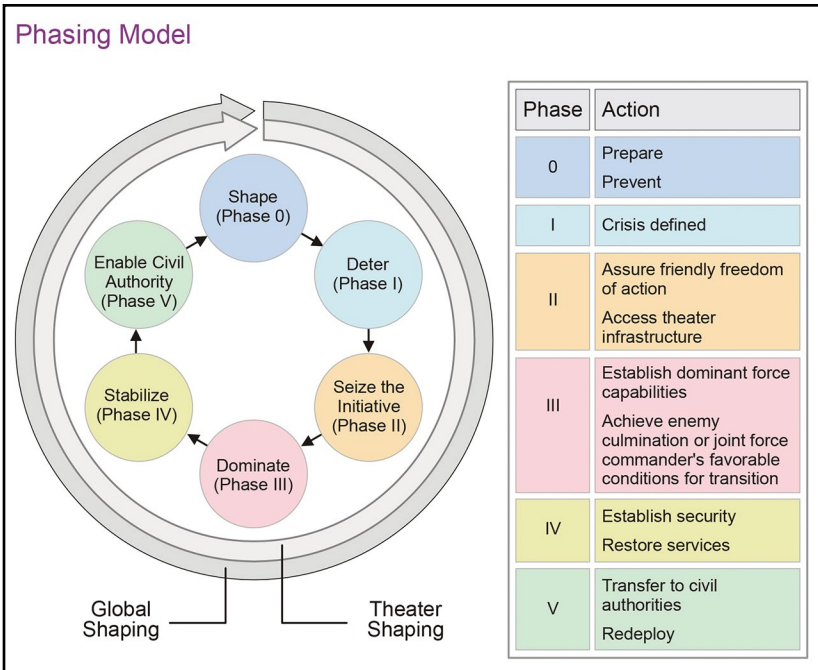 Phasing Model
Shape
(Phase 0)
Deter
(Phase I)
Seize the
Initiative
(Phase II)
Dominate
(Phase III)
Stabilize
(Phase IV)
Enable Civil
Authority
(Phase V)
Global
Shaping
Theater
Shaping
Phase Action
0
Prepare
Prevent
I
Crisis defined
II
Assure friendly freedom
of action
Access theater
infrastructure
III
Establish dominant force
capabilities
Achieve enemy
culmination or joint force
commander's favorable
conditions for transition
IV
Establish security
Restore services
V
Transfer to civil
authorities
Redeploy